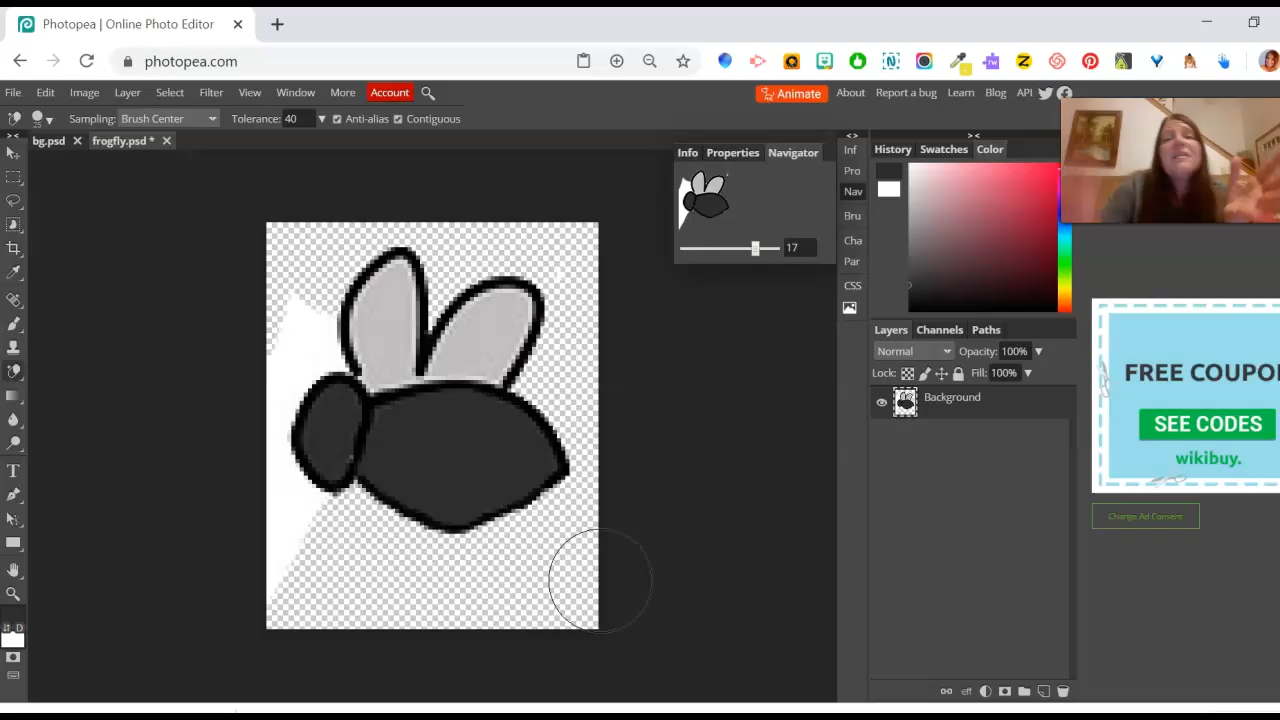 Photopea | Online Photo Editor
photopea.com
File Edit Image Layer Select Filter View Window More Account
Animate About Report a bug Learn Blog API
25 Sampling: Brush Center Tolerance: 40 Anti-alias Contiguous
bg.psd frogfly.psd *
Info Properties Navigator
17
Inf
Pro
Nav
Bru
Cha
Par
CSS
History Swatches Color
Layers Channels Paths
Normal Opacity: 100%
Lock: Fill: 100%
Background
eff
FREE COUPO
SEE CODES
wikibuy.
Change Ad Consent
D